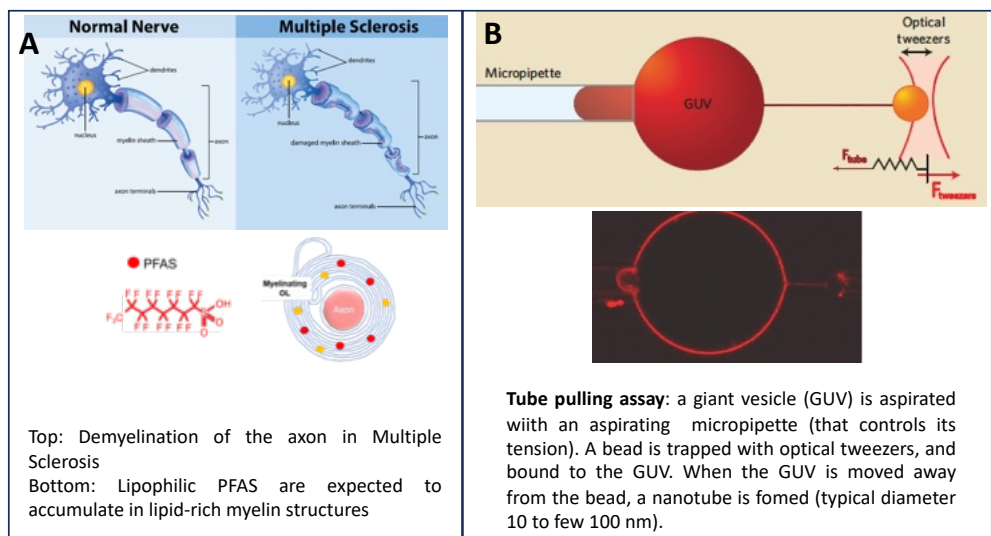 A
Normal Nerve
Multiple Sclerosis
dendrites
dendrites
nucleus
nucleus
myelin sheath
axon
damaged myelin sheath
axon
axon terminals
axon terminals
PFAS
F F F F F F F F
F₃C
F F F F F F
S
OH
O
O
Myelinating
OL
Axon
Top: Demyelination of the axon in Multiple
Sclerosis
Bottom: Lipophilic PFAS are expected to
accumulate in lipid-rich myelin structures
B
Optical
tweezers
Micropipette
GUV
Ftube
Ftweezers
Tube pulling assay: a giant vesicle (GUV) is aspirated
wiith an aspirating micropipette (that controls its
tension). A bead is trapped with optical tweezers, and
bound to the GUV. When the GUV is moved away
from the bead, a nanotube is fomed (typical diameter
10 to few 100 nm).